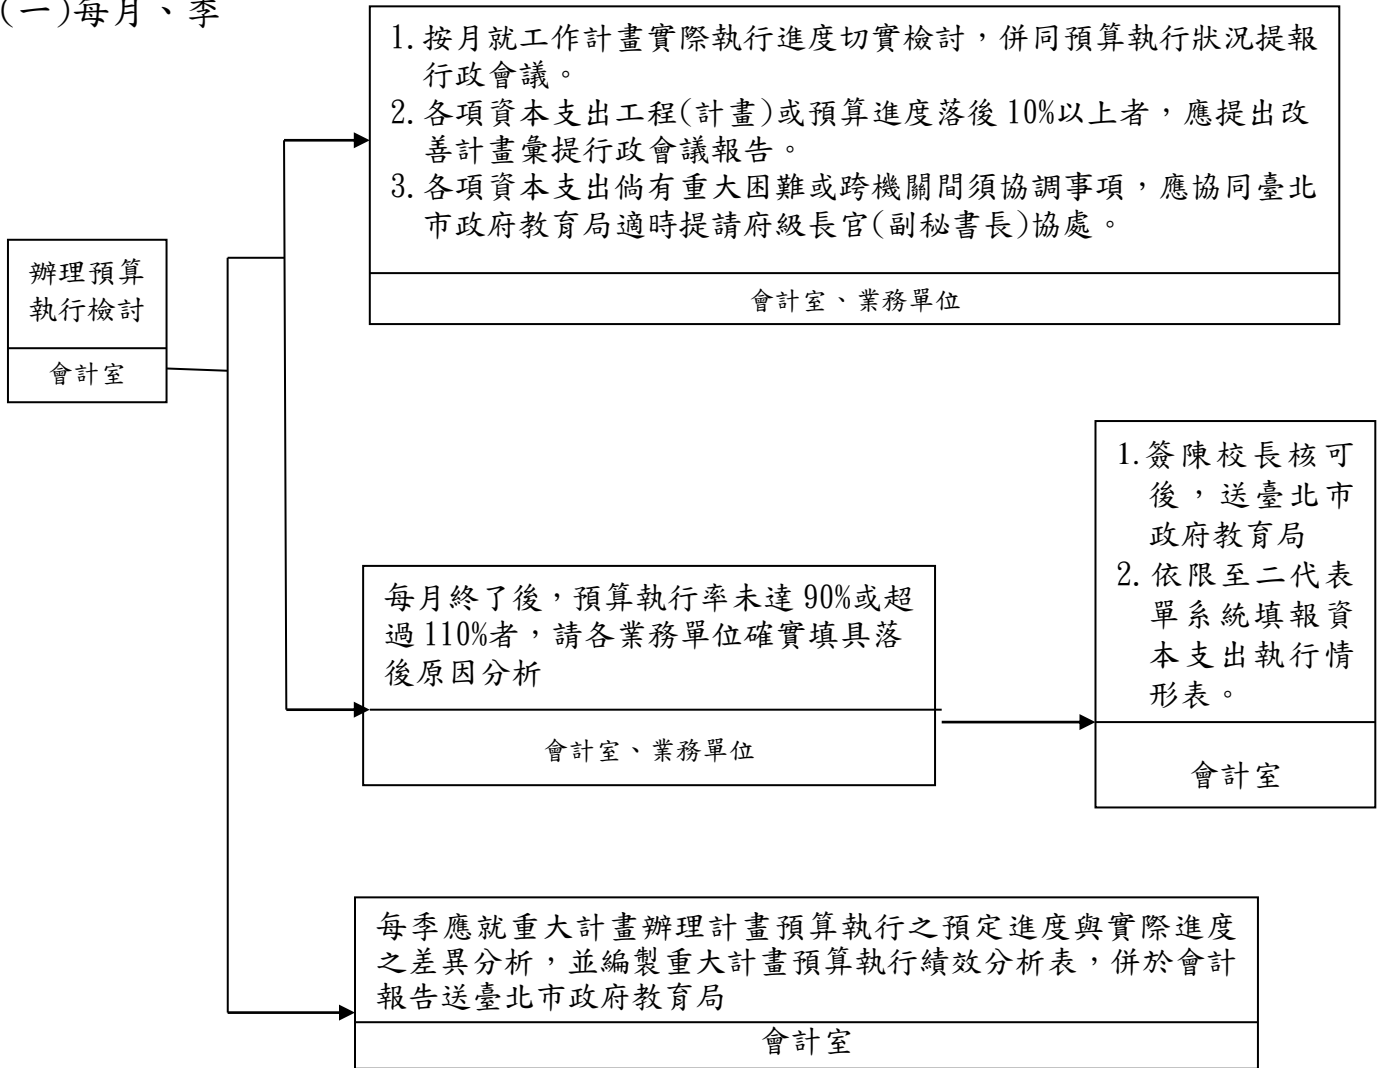 (一)每月、季
1.按月就工作計畫實際執行進度切實檢討，併同預算執行狀況提報
行政會議。
2.各項資本支出工程(計畫)或預算進度落後 10%以上者，應提出改
善計畫彙提行政會議報告。
3.各項資本支出倘有重大困難或跨機關間須協調事項，應協同臺北
市政府教育局適時提請府級長官(副秘書長)協處。
會計室、業務單位
辦理預算
執行檢討
會計室
1.簽陳校長核可
後，送臺北市
政府教育局
2.依限至二代表
單系統填報資
本支出執行情
形表。
會計室
每月終了後，預算執行率未達 90%或超
過 110%者，請各業務單位確實填具落
後原因分析
會計室、業務單位
每季應就重大計畫辦理計畫預算執行之預定進度與實際進度
之差異分析，並編製重大計畫預算執行績效分析表，併於會計
報告送臺北市政府教育局
會計室